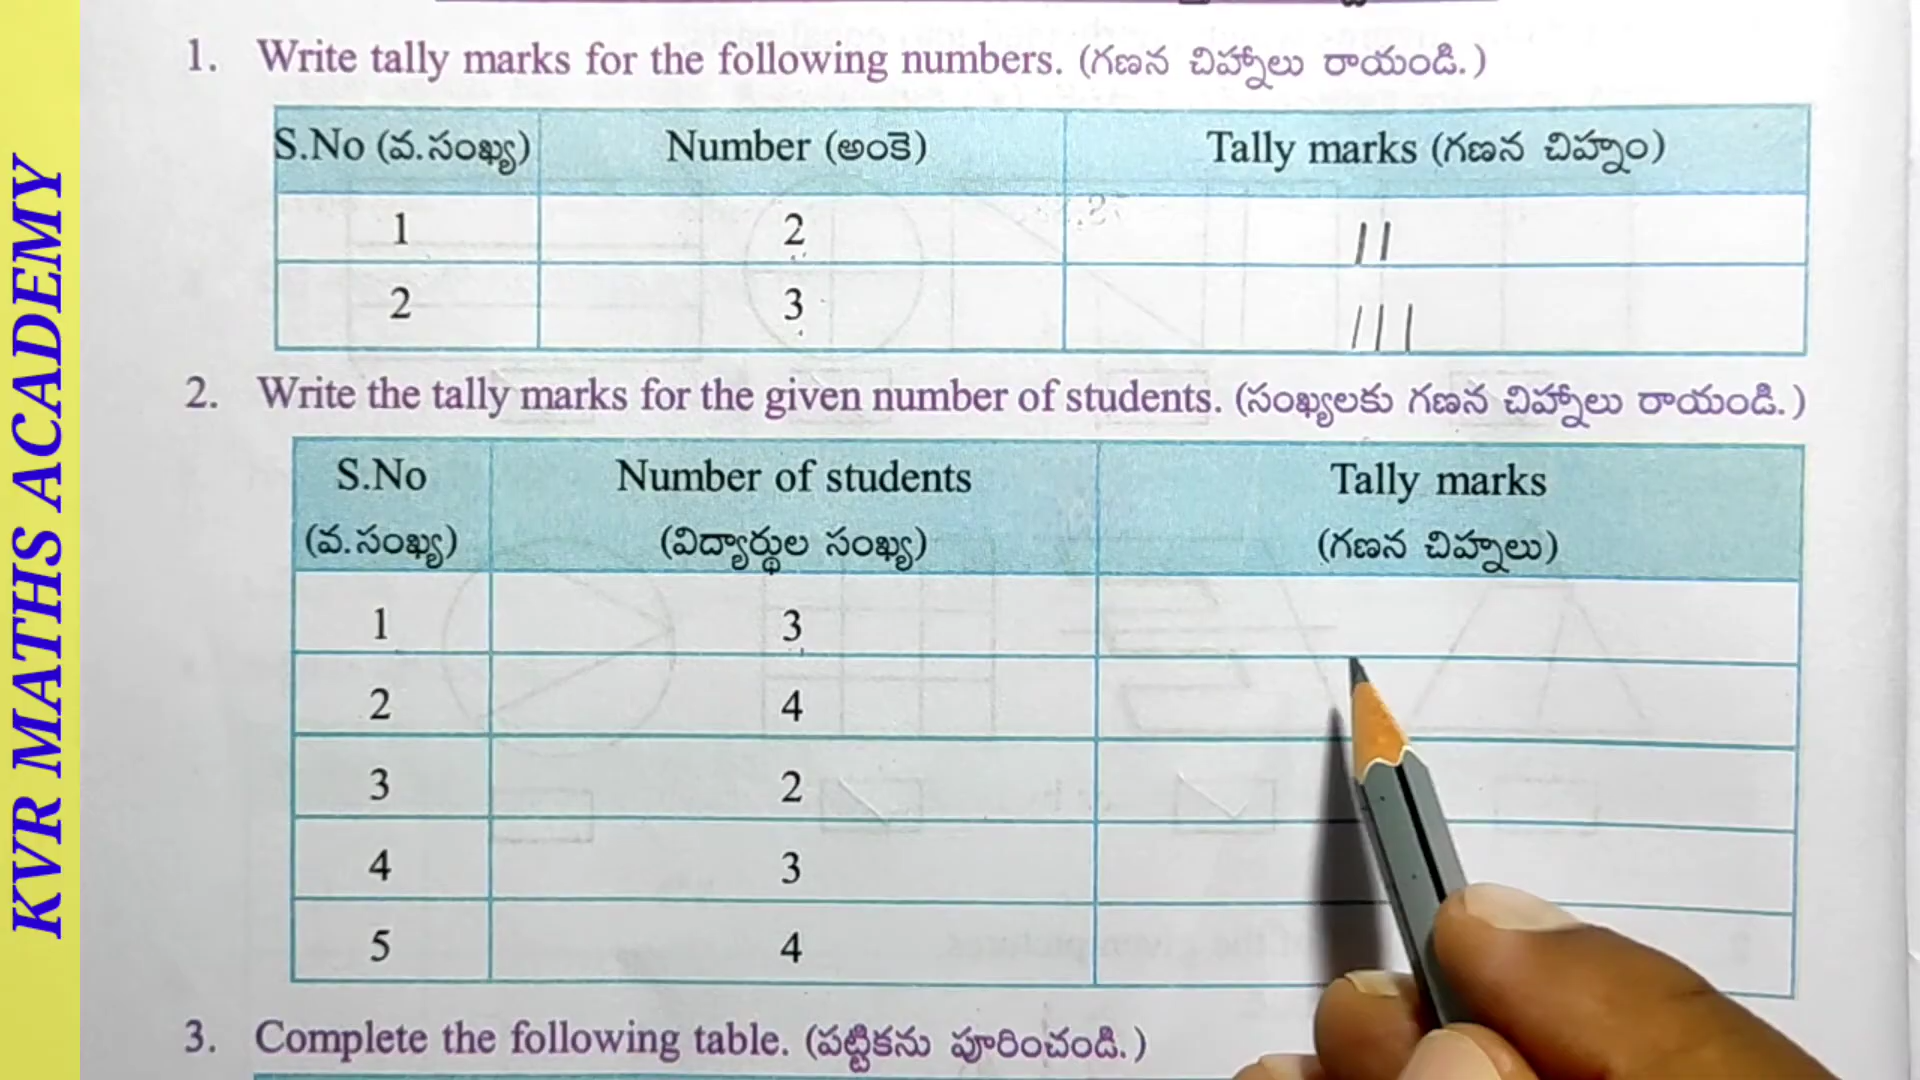 KVR MATHS ACADEMY
1. Write tally marks for the following numbers. (గణన చిహ్నాలు రాయండి.)
S.No (వ.సంఖ్య) Number (అంకె) Tally marks (గణన చిహ్నం)
1 2 ||
2 3 |||
2. Write the tally marks for the given number of students. (సంఖ్యలకు గణన చిహ్నాలు రాయండి.)
S.No Number of students Tally marks
(వ.సంఖ్య) (విద్యార్థుల సంఖ్య) (గణన చిహ్నలు)
1 3
2 4
3 2
4 3
5 4
3. Complete the following table. (పట్టికను పూరించండి.)